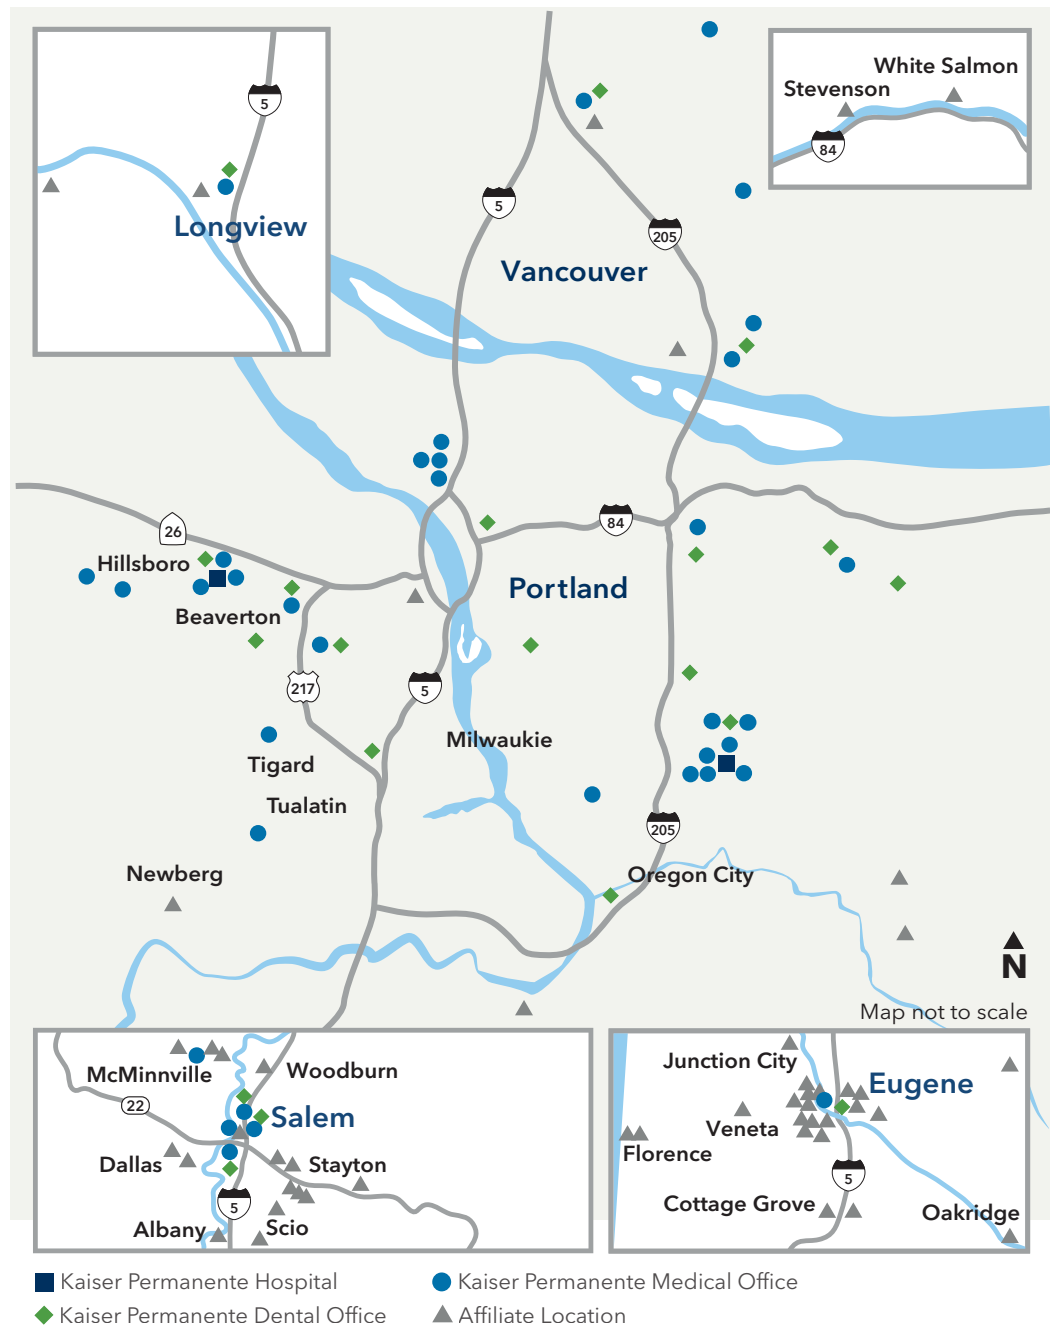 5
Longview
White Salmon
Stevenson
84
5
205
Vancouver
26
84
Hillsboro
Portland
Beaverton
217
5
Milwaukie
Tigard
Tualatin
205
Newberg
Oregon City
N
Map not to scale
McMinnville
Woodburn
22
Salem
Dallas
Stayton
5
Albany
Scio
Junction City
Eugene
Veneta
Florence
5
Cottage Grove
Oakridge
Kaiser Permanente Hospital
Kaiser Permanente Medical Office
Kaiser Permanente Dental Office
Affiliate Location